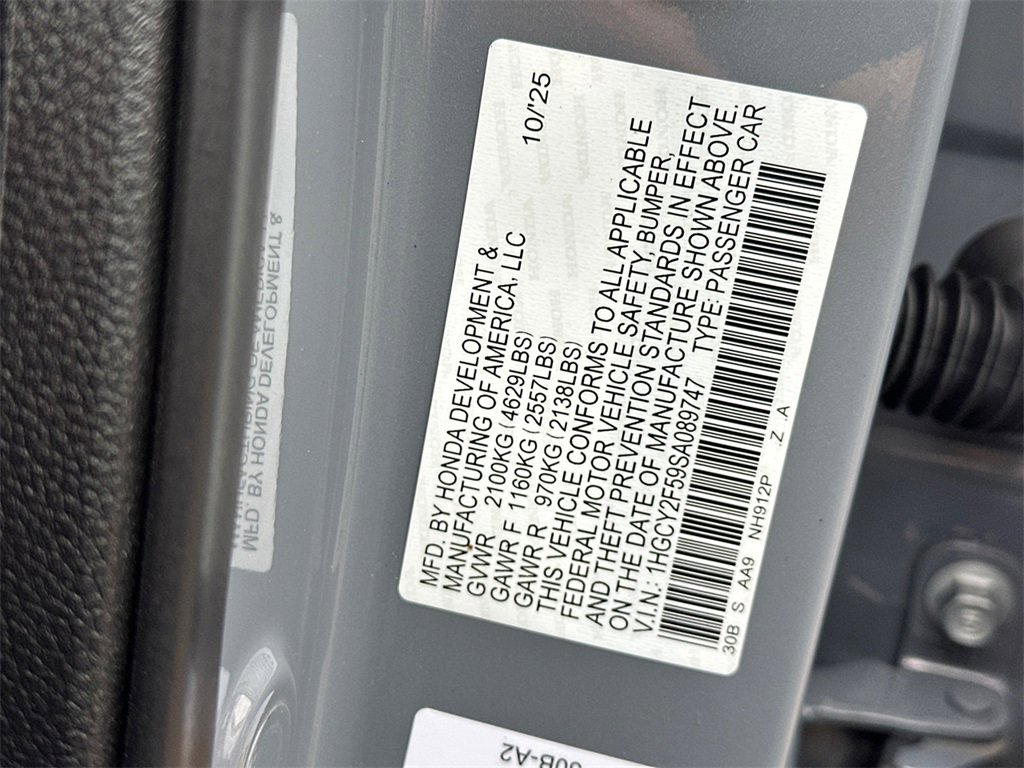 MFD. BY HONDA DEVELOPMENT & 10/'25
MANUFACTURING OF AMERICA, LLC
GVWR 2100KG (4629LBS)
GAWR F 1160KG (2557LBS)
GAWR R 970KG (2138LBS)
THIS VEHICLE CONFORMS TO ALL APPLICABLE
FEDERAL MOTOR VEHICLE SAFETY, BUMPER,
AND THEFT PREVENTION STANDARDS IN EFFECT
ON THE DATE OF MANUFACTURE SHOWN ABOVE.
V.I.N.: 1HGCY2F59SA089747 TYPE: PASSENGER CAR
30B S AA9 NH912P .Z .A
MFD. BY HONDA DEVELOPMENT &